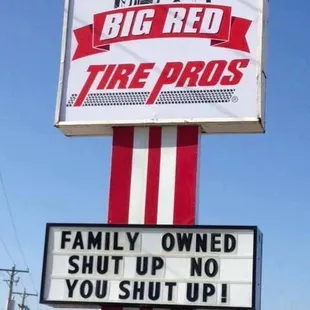 BIG RED
TIRE PROS
FAMILY OWNED
SHUT UP NO
YOU SHUT UP!